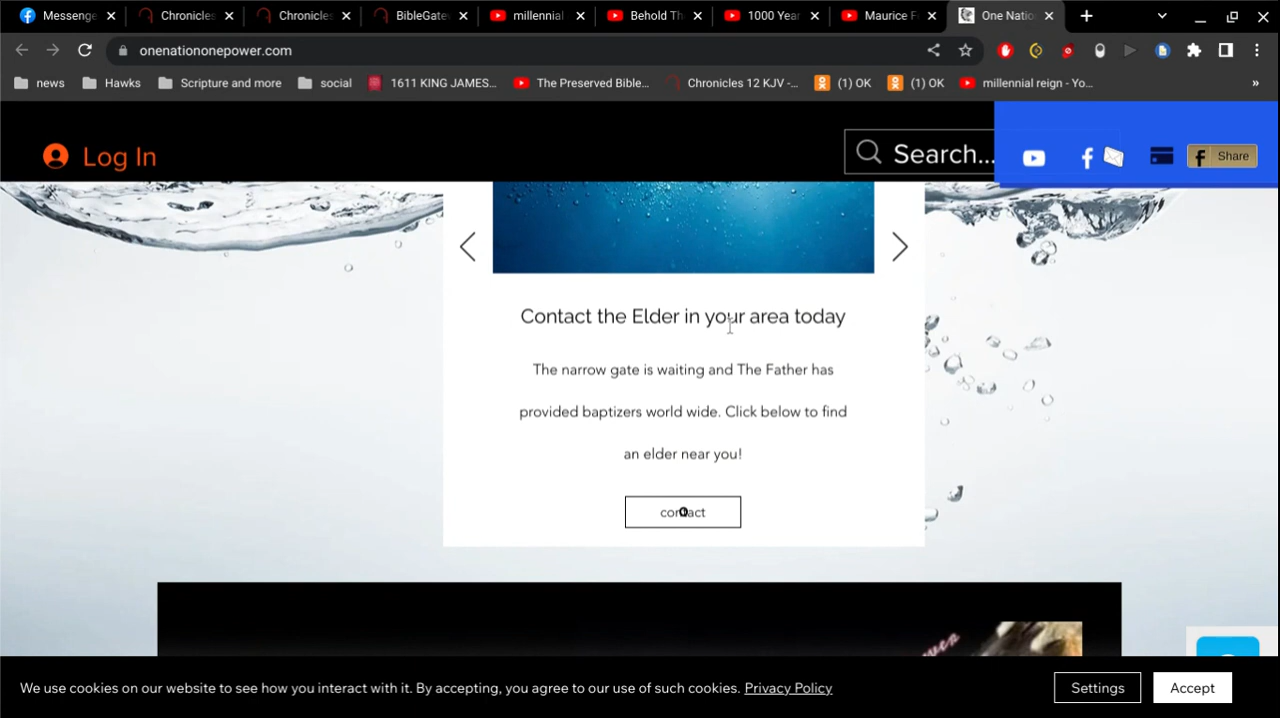 Messenge
Chronicles
Chronicles
BibleGate
millennial
Behold Th
1000 Year
Maurice F
One Natio
onenationonepower.com
news
Hawks
Scripture and more
social
1611 KING JAMES...
The Preserved Bible...
Chronicles 12 KJV -...
(1) OK
(1) OK
millennial reign - Yo...
»
Log In
Search...
Share
Contact the Elder in your area today
The narrow gate is waiting and The Father has
provided baptizers world wide. Click below to find
an elder near you!
contact
We use cookies on our website to see how you interact with it. By accepting, you agree to our use of such cookies. Privacy Policy
Settings
Accept